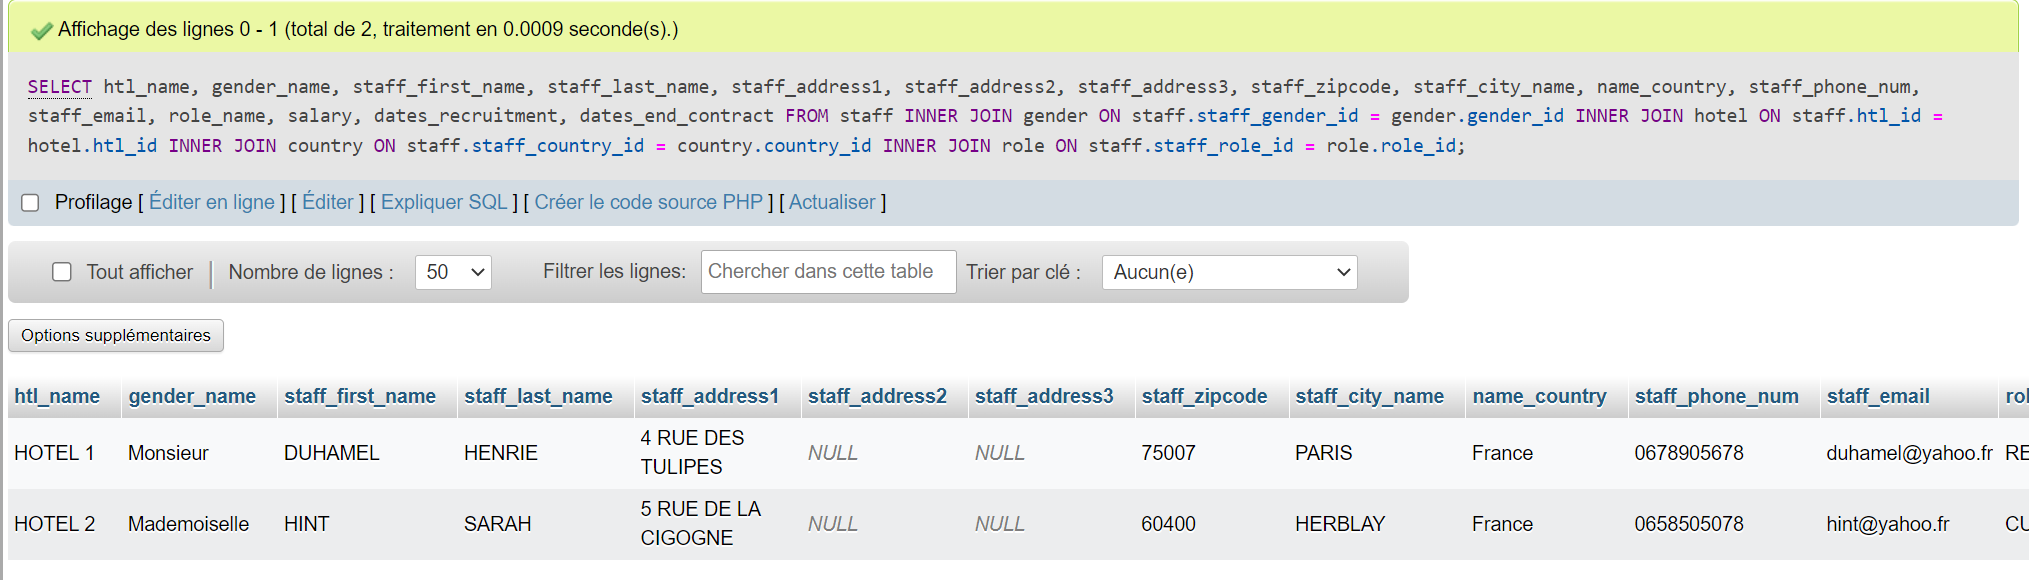 Affichage des lignes 0 - 1 (total de 2, traitement en 0.0009 seconde(s).)
SELECT htl_name, gender_name, staff_first_name, staff_last_name, staff_address1, staff_address2, staff_address3, staff_zipcode, staff_city_name, name_country, staff_phone_num,
staff_email, role_name, salary, dates_recruitment, dates_end_contract FROM staff INNER JOIN gender ON staff.staff_gender_id = gender.gender_id INNER JOIN hotel ON staff.htl_id =
hotel.htl_id INNER JOIN country ON staff.staff_country_id = country.country_id INNER JOIN role ON staff.staff_role_id = role.role_id;
Profilage [ Éditer en ligne ] [ Éditer ] [ Expliquer SQL ] [ Créer le code source PHP ] [ Actualiser ]
Tout afficher | Nombre de lignes : 50 Filtrer les lignes: Chercher dans cette table Trier par clé : Aucun(e)
Options supplémentaires
htl_name gender_name staff_first_name staff_last_name staff_address1 staff_address2 staff_address3 staff_zipcode staff_city_name name_country staff_phone_num staff_email rol
HOTEL 1 Monsieur DUHAMEL HENRIE 4 RUE DES TULIPES NULL NULL 75007 PARIS France 0678905678 duhamel@yahoo.fr RE
HOTEL 2 Mademoiselle HINT SARAH 5 RUE DE LA CIGOGNE NULL NULL 60400 HERBLAY France 0658505078 hint@yahoo.fr CU